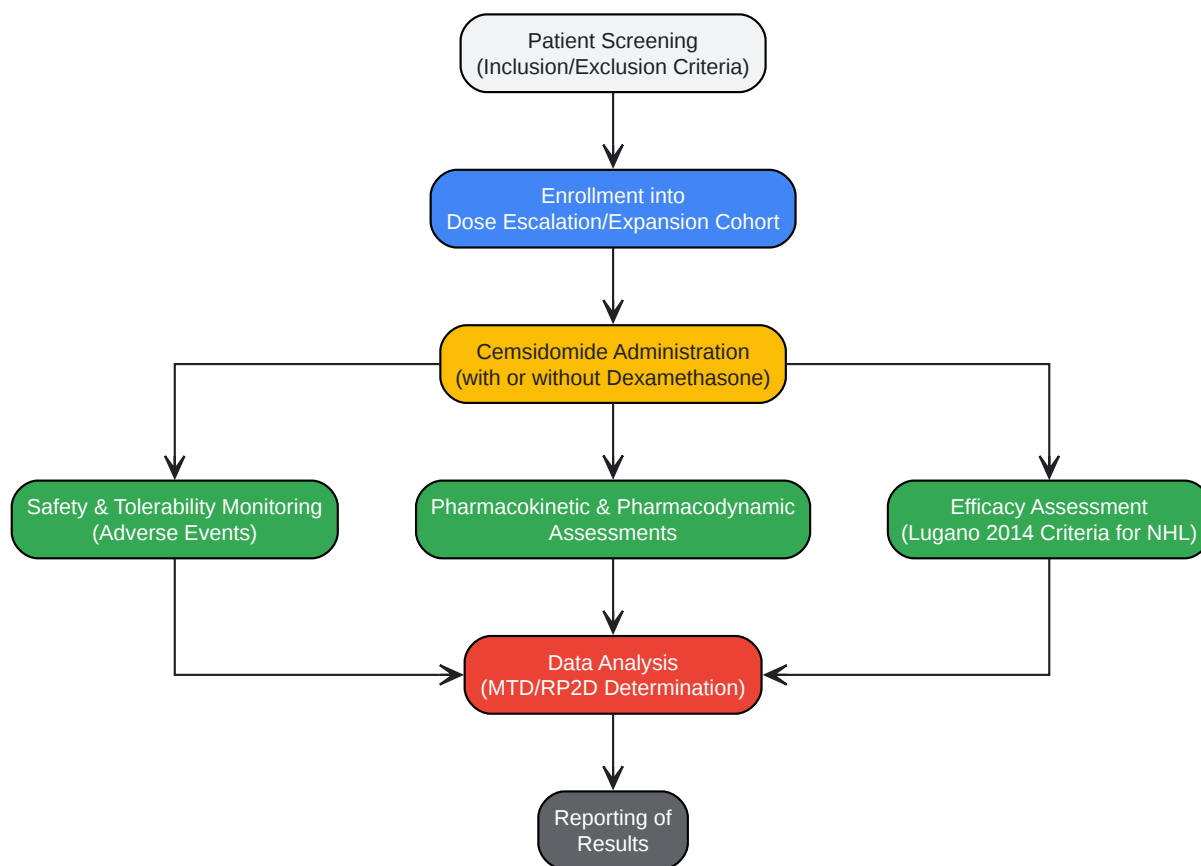 Patient Screening
(Inclusion/Exclusion Criteria)
Enrollment into
Dose Escalation/Expansion Cohort
Cemsidomide Administration
(with or without Dexamethasone)
Safety & Tolerability Monitoring
(Adverse Events)
Pharmacokinetic & Pharmacodynamic
Assessments
Efficacy Assessment
(Lugano 2014 Criteria for NHL)
Data Analysis
(MTD/RP2D Determination)
Reporting of
Results